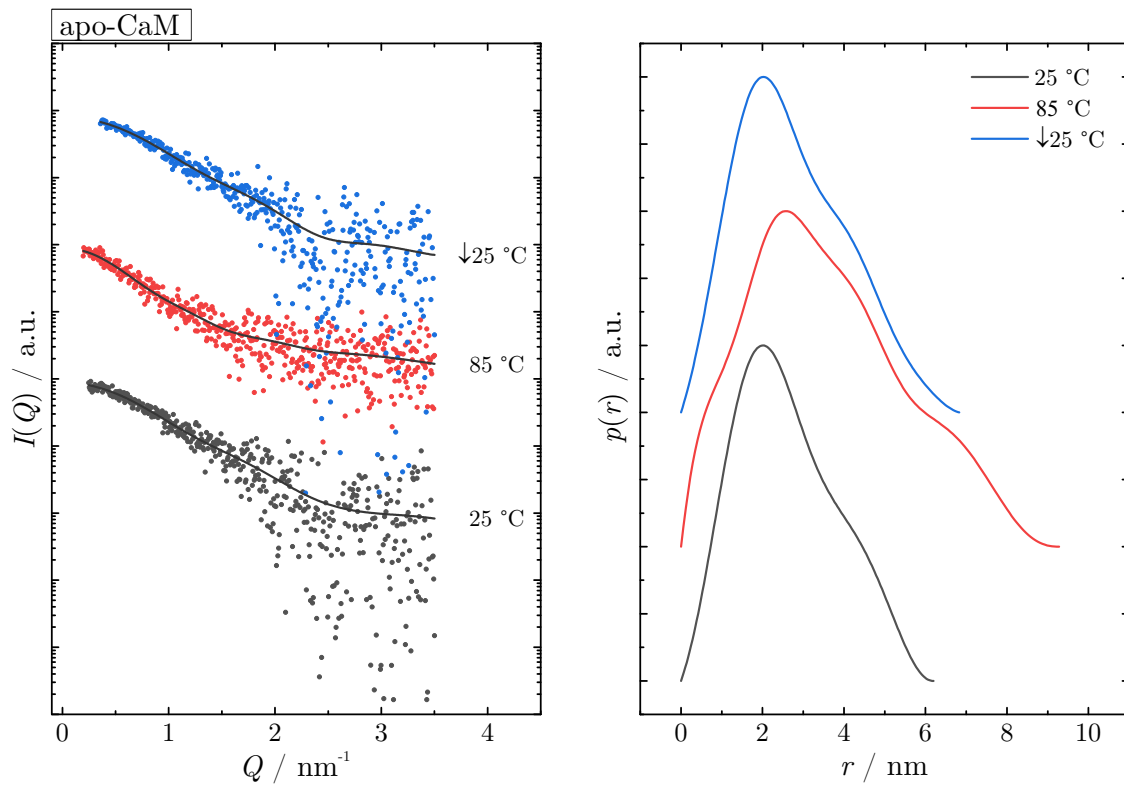 apo-CaM
I(Q) / a.u.
↓25 °C
85 °C
25 °C
0 1 2 3 4
Q / nm⁻¹
p(r) / a.u.
25 °C
85 °C
↓25 °C
0 2 4 6 8 10
r / nm